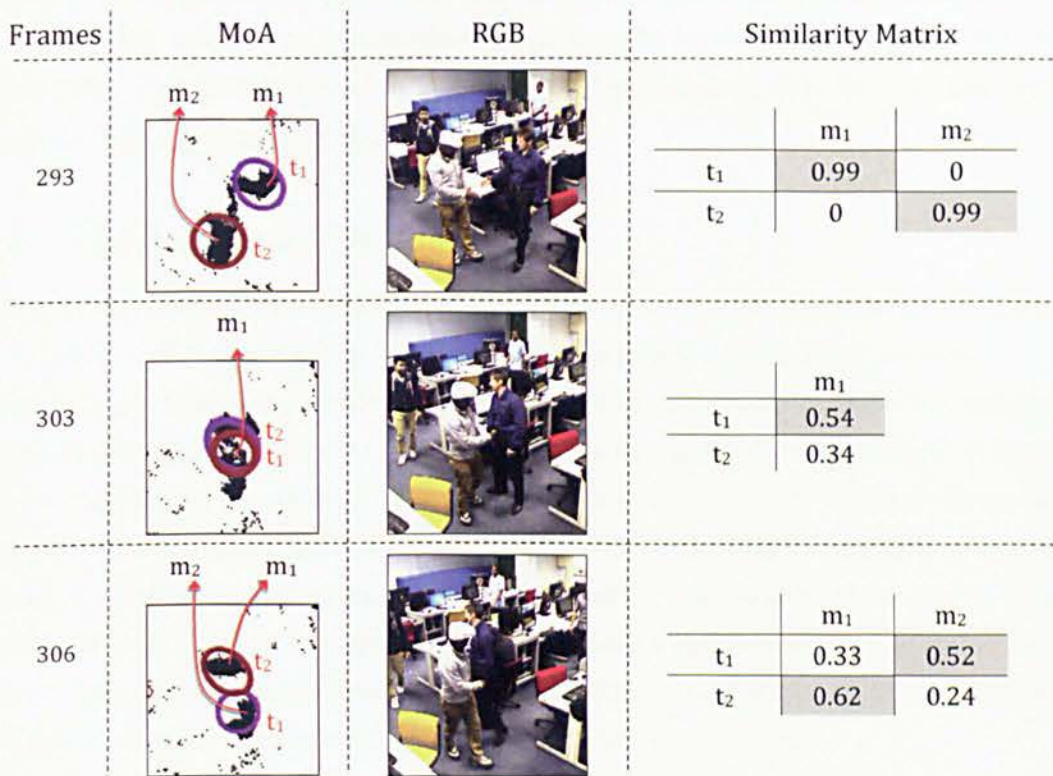 Frames MoA RGB Similarity Matrix
293
m₂ m₁
t₁
t₂
m₁ m₂
t₁ 0.99 0
t₂ 0 0.99
303
m₁
t₂
t₁
m₁
t₁ 0.54
t₂ 0.34
306
m₂ m₁
t₂
t₁
m₁ m₂
t₁ 0.33 0.52
t₂ 0.62 0.24